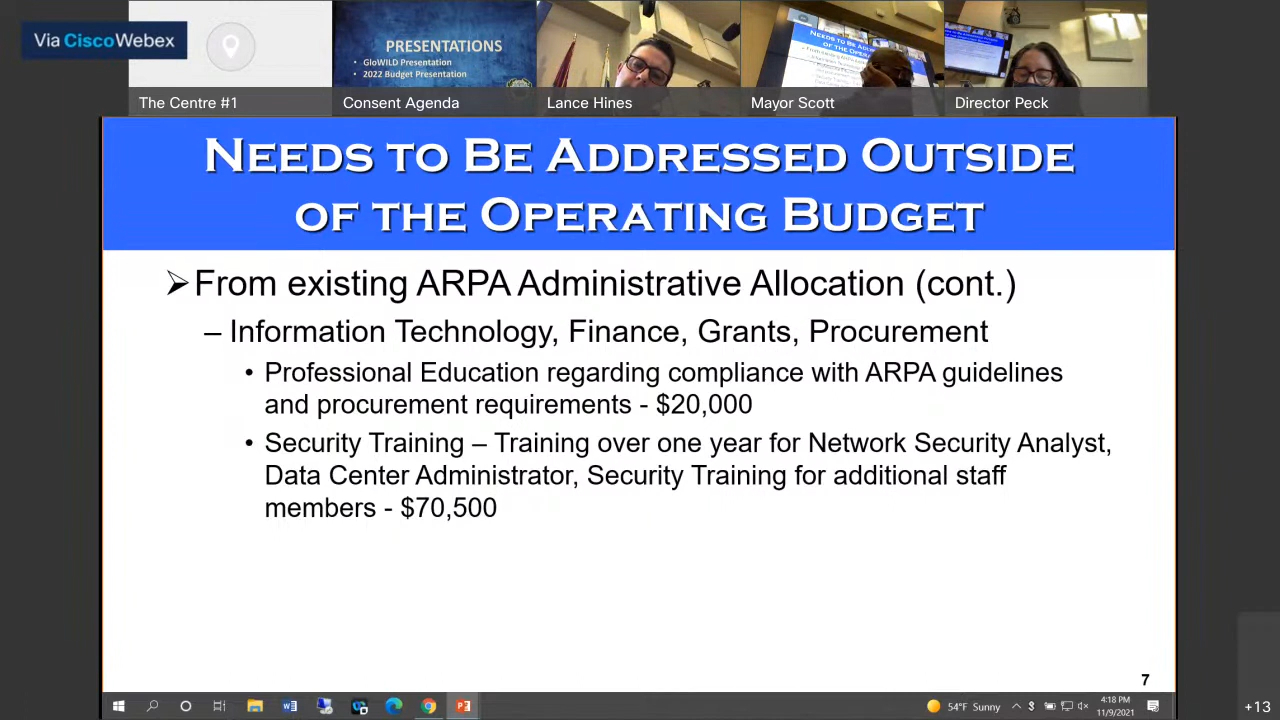 Via CiscoWebex
PRESENTATIONS
• GloWILD Presentation
• 2022 Budget Presentation
The Centre #1
Consent Agenda
Lance Hines
Mayor Scott
Director Peck
NEEDS TO BE ADDRESSED OUTSIDE
OF THE OPERATING BUDGET
➢ From existing ARPA Administrative Allocation (cont.)
– Information Technology, Finance, Grants, Procurement
• Professional Education regarding compliance with ARPA guidelines
and procurement requirements - $20,000
• Security Training – Training over one year for Network Security Analyst,
Data Center Administrator, Security Training for additional staff
members - $70,500
7
54°F Sunny
4:18 PM
11/9/2021
+13